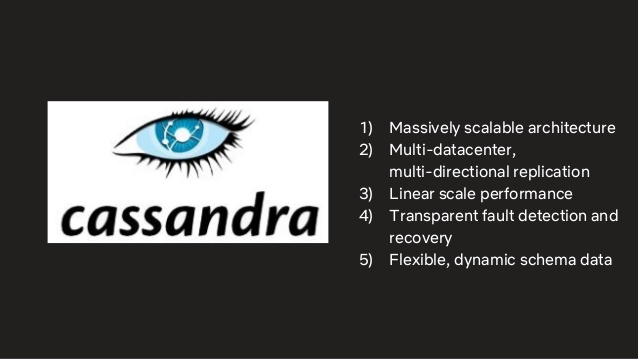 cassandra
1) Massively scalable architecture
2) Multi-datacenter,
multi-directional replication
3) Linear scale performance
4) Transparent fault detection and
recovery
5) Flexible, dynamic schema data